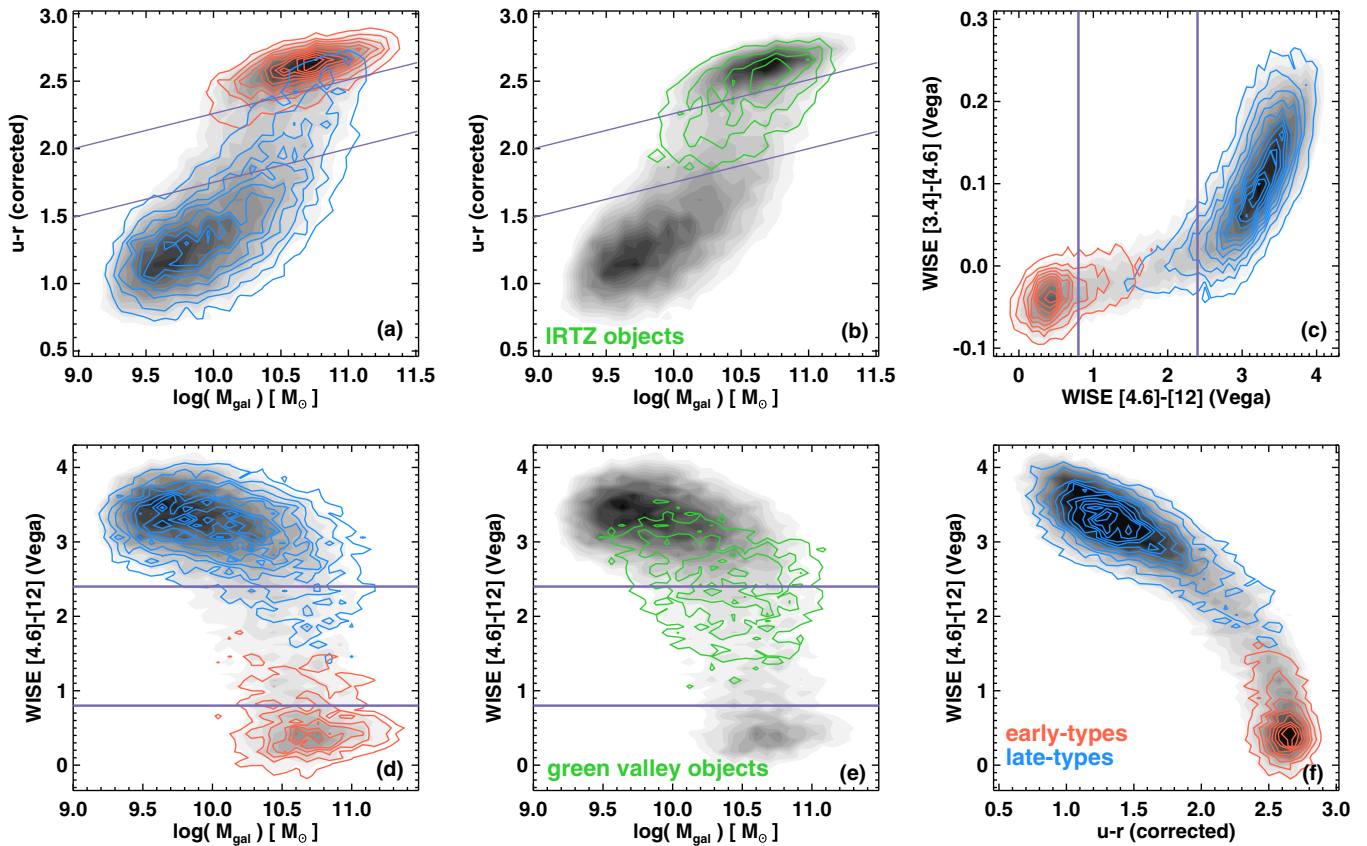 3.0
2.5
2.0
1.5
1.0
0.5
u-r (corrected)
(a)
9.0 9.5 10.0 10.5 11.0 11.5
log( M_gal ) [ M_⊙ ]
3.0
2.5
2.0
1.5
1.0
0.5
u-r (corrected)
IRTZ objects
(b)
9.0 9.5 10.0 10.5 11.0 11.5
log( M_gal ) [ M_⊙ ]
0.3
0.2
0.1
0.0
-0.1
WISE [3.4]-[4.6] (Vega)
(c)
0 1 2 3 4
WISE [4.6]-[12] (Vega)
4
3
2
1
0
WISE [4.6]-[12] (Vega)
(d)
9.0 9.5 10.0 10.5 11.0
log( M_gal ) [ M_⊙ ]
4
3
2
1
0
WISE [4.6]-[12] (Vega)
green valley objects
(e)
9.0 9.5 10.0 10.5 11.0
log( M_gal ) [ M_⊙ ]
4
3
2
1
0
WISE [4.6]-[12] (Vega)
early-types
late-types
(f)
0.5 1.0 1.5 2.0 2.5 3.0
u-r (corrected)